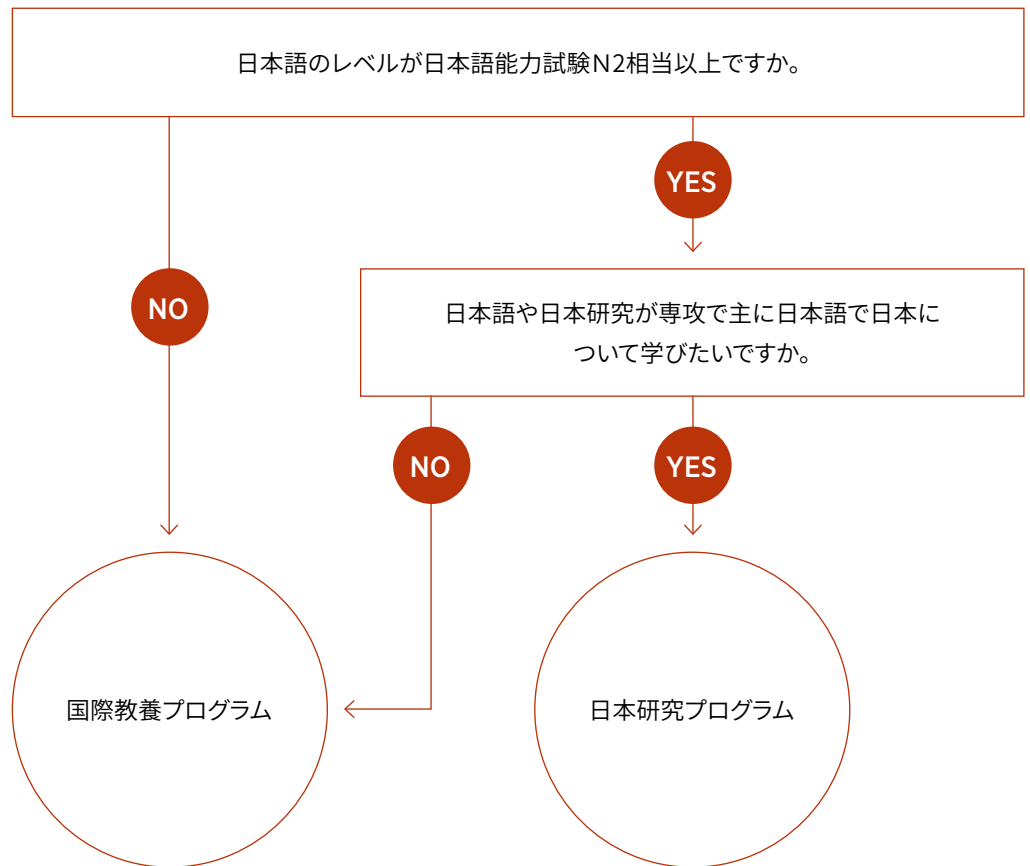 日本語のレベルが日本語能力試験N2相当以上ですか。
YES
NO
日本語や日本研究が専攻で主に日本語で日本に
ついて学びたいですか。
NO
YES
国際教養プログラム
日本研究プログラム